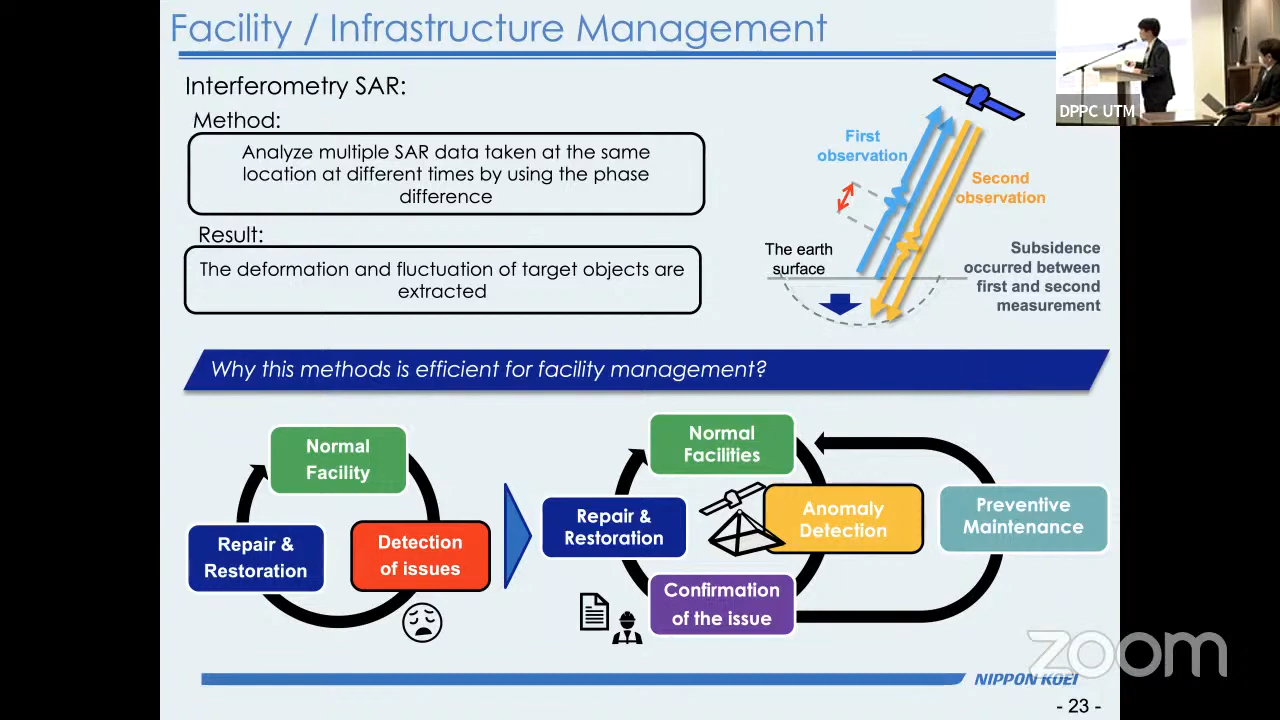 Facility / Infrastructure Management
Interferometry SAR:
Method:
Analyze multiple SAR data taken at the same
location at different times by using the phase
difference
Result:
The deformation and fluctuation of target objects are
extracted
First
observation
Second
observation
The earth
surface
Subsidence
occurred between
first and second
measurement
DPPC UTM
Why this methods is efficient for facility management?
Normal
Facility
Repair &
Restoration
Detection
of issues
Normal
Facilities
Repair &
Restoration
Anomaly
Detection
Preventive
Maintenance
Confirmation
of the issue
zoom
NIPPON KOEI
- 23 -